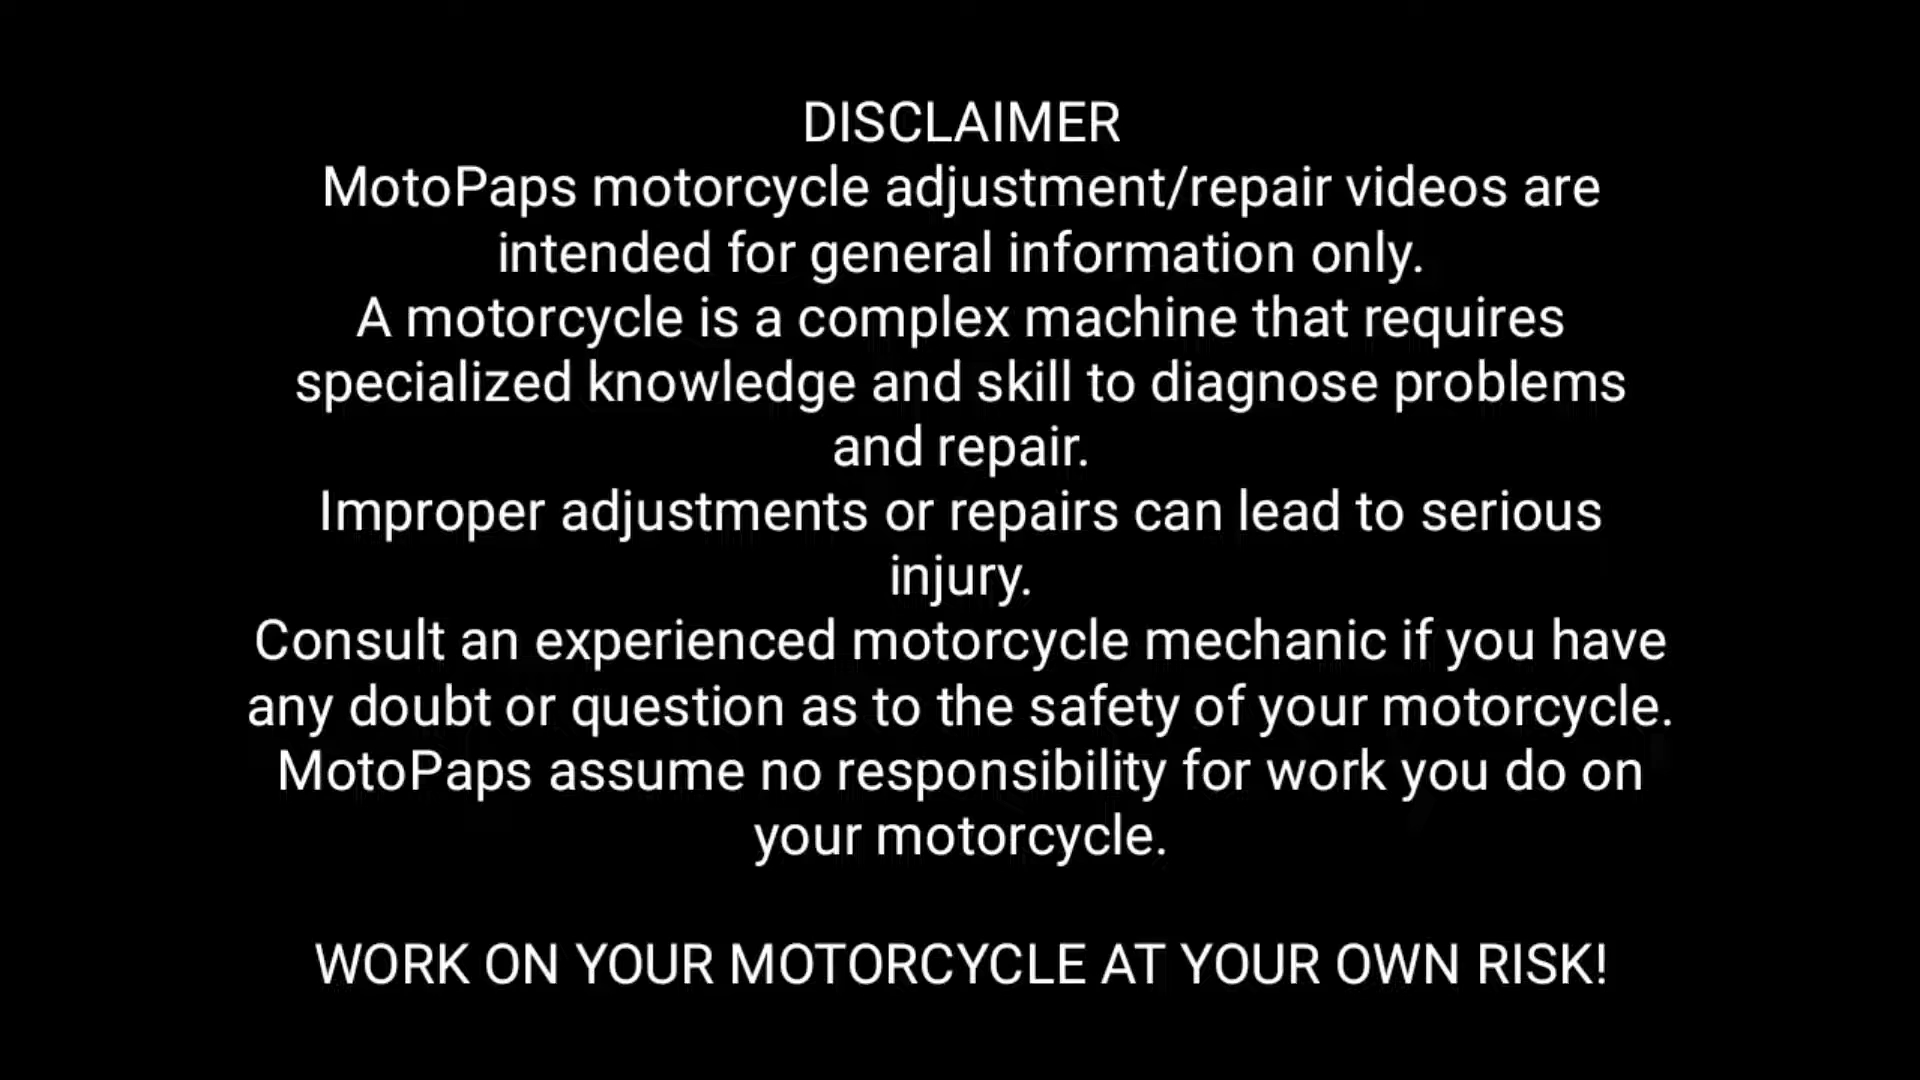 DISCLAIMER
MotoPaps motorcycle adjustment/repair videos are
intended for general information only.
A motorcycle is a complex machine that requires
specialized knowledge and skill to diagnose problems
and repair.
Improper adjustments or repairs can lead to serious
injury.
Consult an experienced motorcycle mechanic if you have
any doubt or question as to the safety of your motorcycle.
MotoPaps assume no responsibility for work you do on
your motorcycle.
WORK ON YOUR MOTORCYCLE AT YOUR OWN RISK!